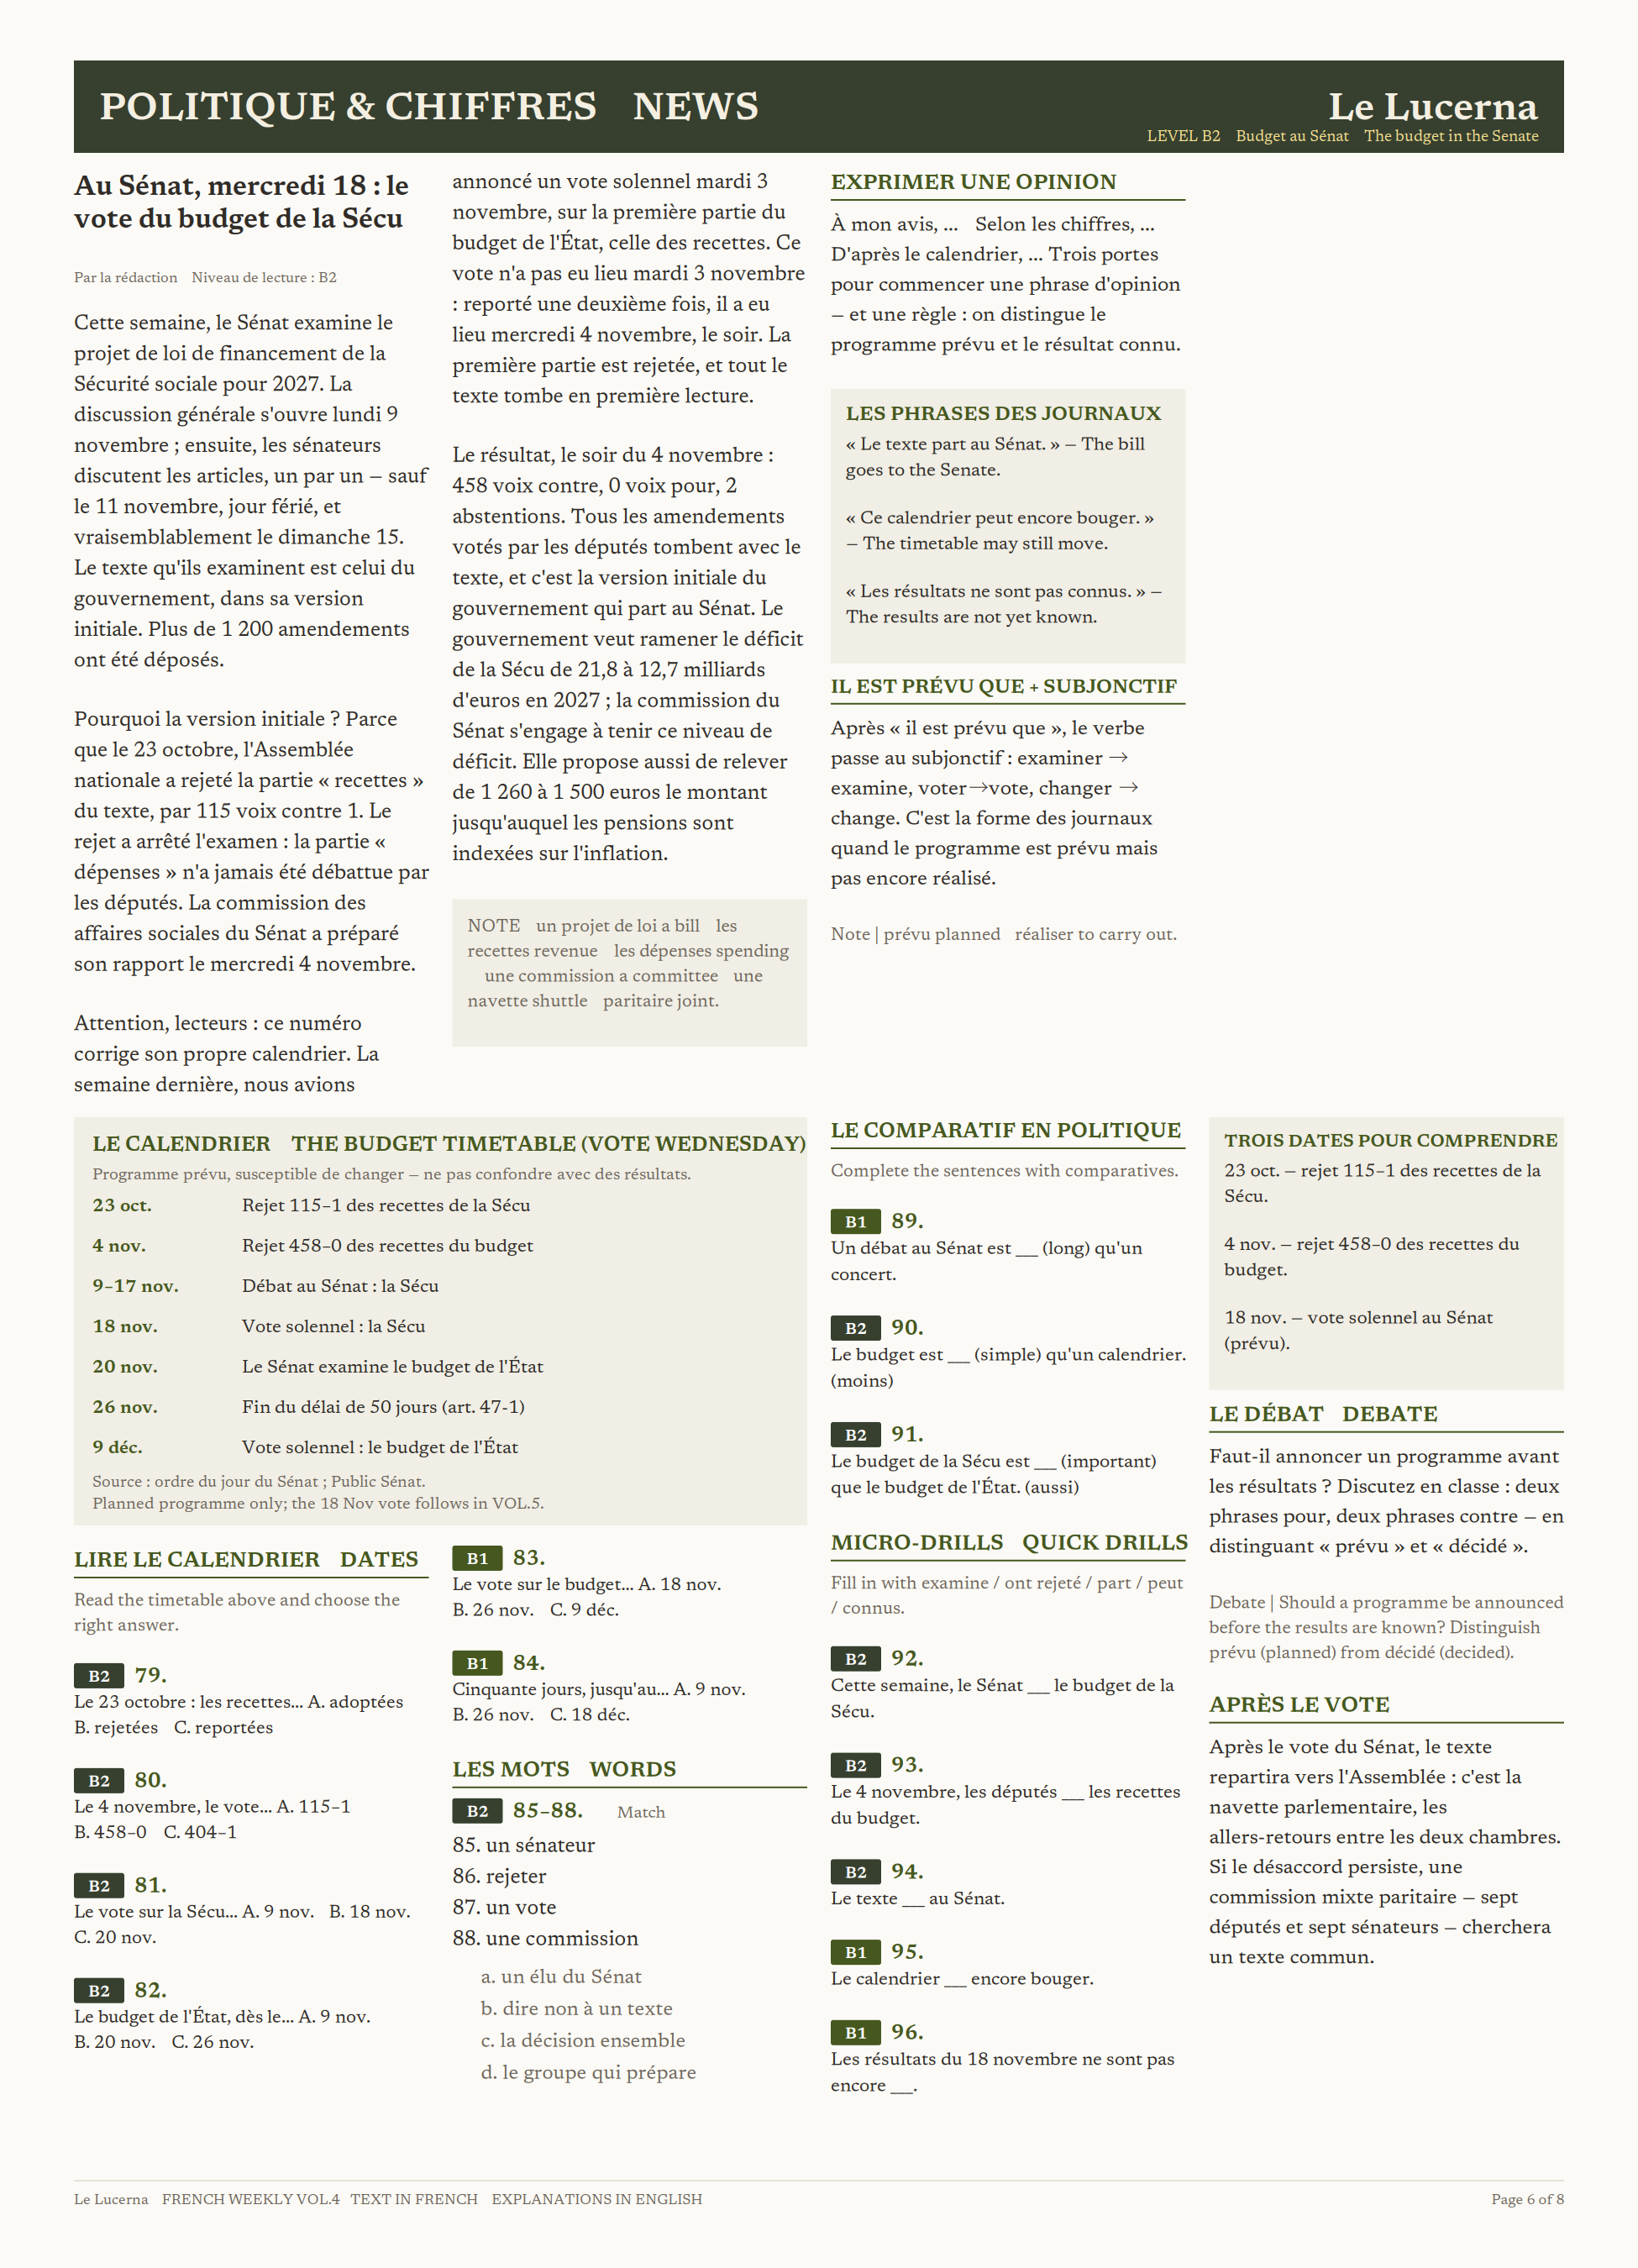 POLITIQUE & CHIFFRES NEWS
Le Lucerna
LEVEL B2 Budget au Sénat The budget in the Senate
Au Sénat, mercredi 18 : le
vote du budget de la Sécu
Par la rédaction Niveau de lecture : B2
Cette semaine, le Sénat examine le
projet de loi de financement de la
Sécurité sociale pour 2027. La
discussion générale s'ouvre lundi 9
novembre ; ensuite, les sénateurs
discutent les articles, un par un – sauf
le 11 novembre, jour férié, et
vraisemblablement le dimanche 15.
Le texte qu'ils examinent est celui du
gouvernement, dans sa version
initiale. Plus de 1 200 amendements
ont été déposés.
Pourquoi la version initiale ? Parce
que le 23 octobre, l'Assemblée
nationale a rejeté la partie « recettes »
du texte, par 115 voix contre 1. Le
rejet a arrêté l'examen : la partie «
dépenses » n'a jamais été débattue par
les députés. La commission des
affaires sociales du Sénat a préparé
son rapport le mercredi 4 novembre.
Attention, lecteurs : ce numéro
corrige son propre calendrier. La
semaine dernière, nous avions
annoncé un vote solennel mardi 3
novembre, sur la première partie du
budget de l'État, celle des recettes. Ce
vote n'a pas eu lieu mardi 3 novembre
: reporté une deuxième fois, il a eu
lieu mercredi 4 novembre, le soir. La
première partie est rejetée, et tout le
texte tombe en première lecture.
Le résultat, le soir du 4 novembre :
458 voix contre, 0 voix pour, 2
abstentions. Tous les amendements
votés par les députés tombent avec le
texte, et c'est la version initiale du
gouvernement qui part au Sénat. Le
gouvernement veut ramener le déficit
de la Sécu de 21,8 à 12,7 milliards
d'euros en 2027 ; la commission du
Sénat s'engage à tenir ce niveau de
déficit. Elle propose aussi de relever
de 1 260 à 1 500 euros le montant
jusqu'auquel les pensions sont
indexées sur l'inflation.
NOTE un projet de loi a bill les
recettes revenue les dépenses spending
une commission a committee une
navette shuttle paritaire joint.
EXPRIMER UNE OPINION
À mon avis, ... Selon les chiffres, ...
D'après le calendrier, ... Trois portes
pour commencer une phrase d'opinion
– et une règle : on distingue le
programme prévu et le résultat connu.
LES PHRASES DES JOURNAUX
« Le texte part au Sénat. » – The bill
goes to the Senate.
« Ce calendrier peut encore bouger. »
– The timetable may still move.
« Les résultats ne sont pas connus. » –
The results are not yet known.
IL EST PRÉVU QUE + SUBJONCTIF
Après « il est prévu que », le verbe
passe au subjonctif : examiner →
examine, voter→vote, changer →
change. C'est la forme des journaux
quand le programme est prévu mais
pas encore réalisé.
Note | prévu planned réaliser to carry out.
LE CALENDRIER THE BUDGET TIMETABLE (VOTE WEDNESDAY)
Programme prévu, susceptible de changer – ne pas confondre avec des résultats.
23 oct. Rejet 115–1 des recettes de la Sécu
4 nov. Rejet 458–0 des recettes du budget
9–17 nov. Débat au Sénat : la Sécu
18 nov. Vote solennel : la Sécu
20 nov. Le Sénat examine le budget de l'État
26 nov. Fin du délai de 50 jours (art. 47-1)
9 déc. Vote solennel : le budget de l'État
Source : ordre du jour du Sénat ; Public Sénat.
Planned programme only; the 18 Nov vote follows in VOL.5.
LIRE LE CALENDRIER DATES
Read the timetable above and choose the
right answer.
B2 79.
Le 23 octobre : les recettes... A. adoptées
B. rejetées C. reportées
B2 80.
Le 4 novembre, le vote... A. 115–1
B. 458–0 C. 404–1
B2 81.
Le vote sur la Sécu... A. 9 nov. B. 18 nov.
C. 20 nov.
B2 82.
Le budget de l'État, dès le... A. 9 nov.
B. 20 nov. C. 26 nov.
B1 83.
Le vote sur le budget... A. 18 nov.
B. 26 nov. C. 9 déc.
B1 84.
Cinquante jours, jusqu'au... A. 9 nov.
B. 26 nov. C. 18 déc.
LES MOTS WORDS
B2 85–88. Match
85. un sénateur
86. rejeter
87. un vote
88. une commission
a. un élu du Sénat
b. dire non à un texte
c. la décision ensemble
d. le groupe qui prépare
LE COMPARATIF EN POLITIQUE
Complete the sentences with comparatives.
B1 89.
Un débat au Sénat est ___ (long) qu'un
concert.
B2 90.
Le budget est ___ (simple) qu'un calendrier.
(moins)
B2 91.
Le budget de la Sécu est ___ (important)
que le budget de l'État. (aussi)
MICRO-DRILLS QUICK DRILLS
Fill in with examine / ont rejeté / part / peut
/ connus.
B2 92.
Cette semaine, le Sénat ___ le budget de la
Sécu.
B2 93.
Le 4 novembre, les députés ___ les recettes
du budget.
B2 94.
Le texte ___ au Sénat.
B1 95.
Le calendrier ___ encore bouger.
B1 96.
Les résultats du 18 novembre ne sont pas
encore ___.
TROIS DATES POUR COMPRENDRE
23 oct. – rejet 115–1 des recettes de la
Sécu.
4 nov. – rejet 458–0 des recettes du
budget.
18 nov. – vote solennel au Sénat
(prévu).
LE DÉBAT DEBATE
Faut-il annoncer un programme avant
les résultats ? Discutez en classe : deux
phrases pour, deux phrases contre – en
distinguant « prévu » et « décidé ».
Debate | Should a programme be announced
before the results are known? Distinguish
prévu (planned) from décidé (decided).
APRÈS LE VOTE
Après le vote du Sénat, le texte
repartira vers l'Assemblée : c'est la
navette parlementaire, les
allers-retours entre les deux chambres.
Si le désaccord persiste, une
commission mixte paritaire – sept
députés et sept sénateurs – cherchera
un texte commun.
Le Lucerna FRENCH WEEKLY VOL.4 TEXT IN FRENCH EXPLANATIONS IN ENGLISH
Page 6 of 8